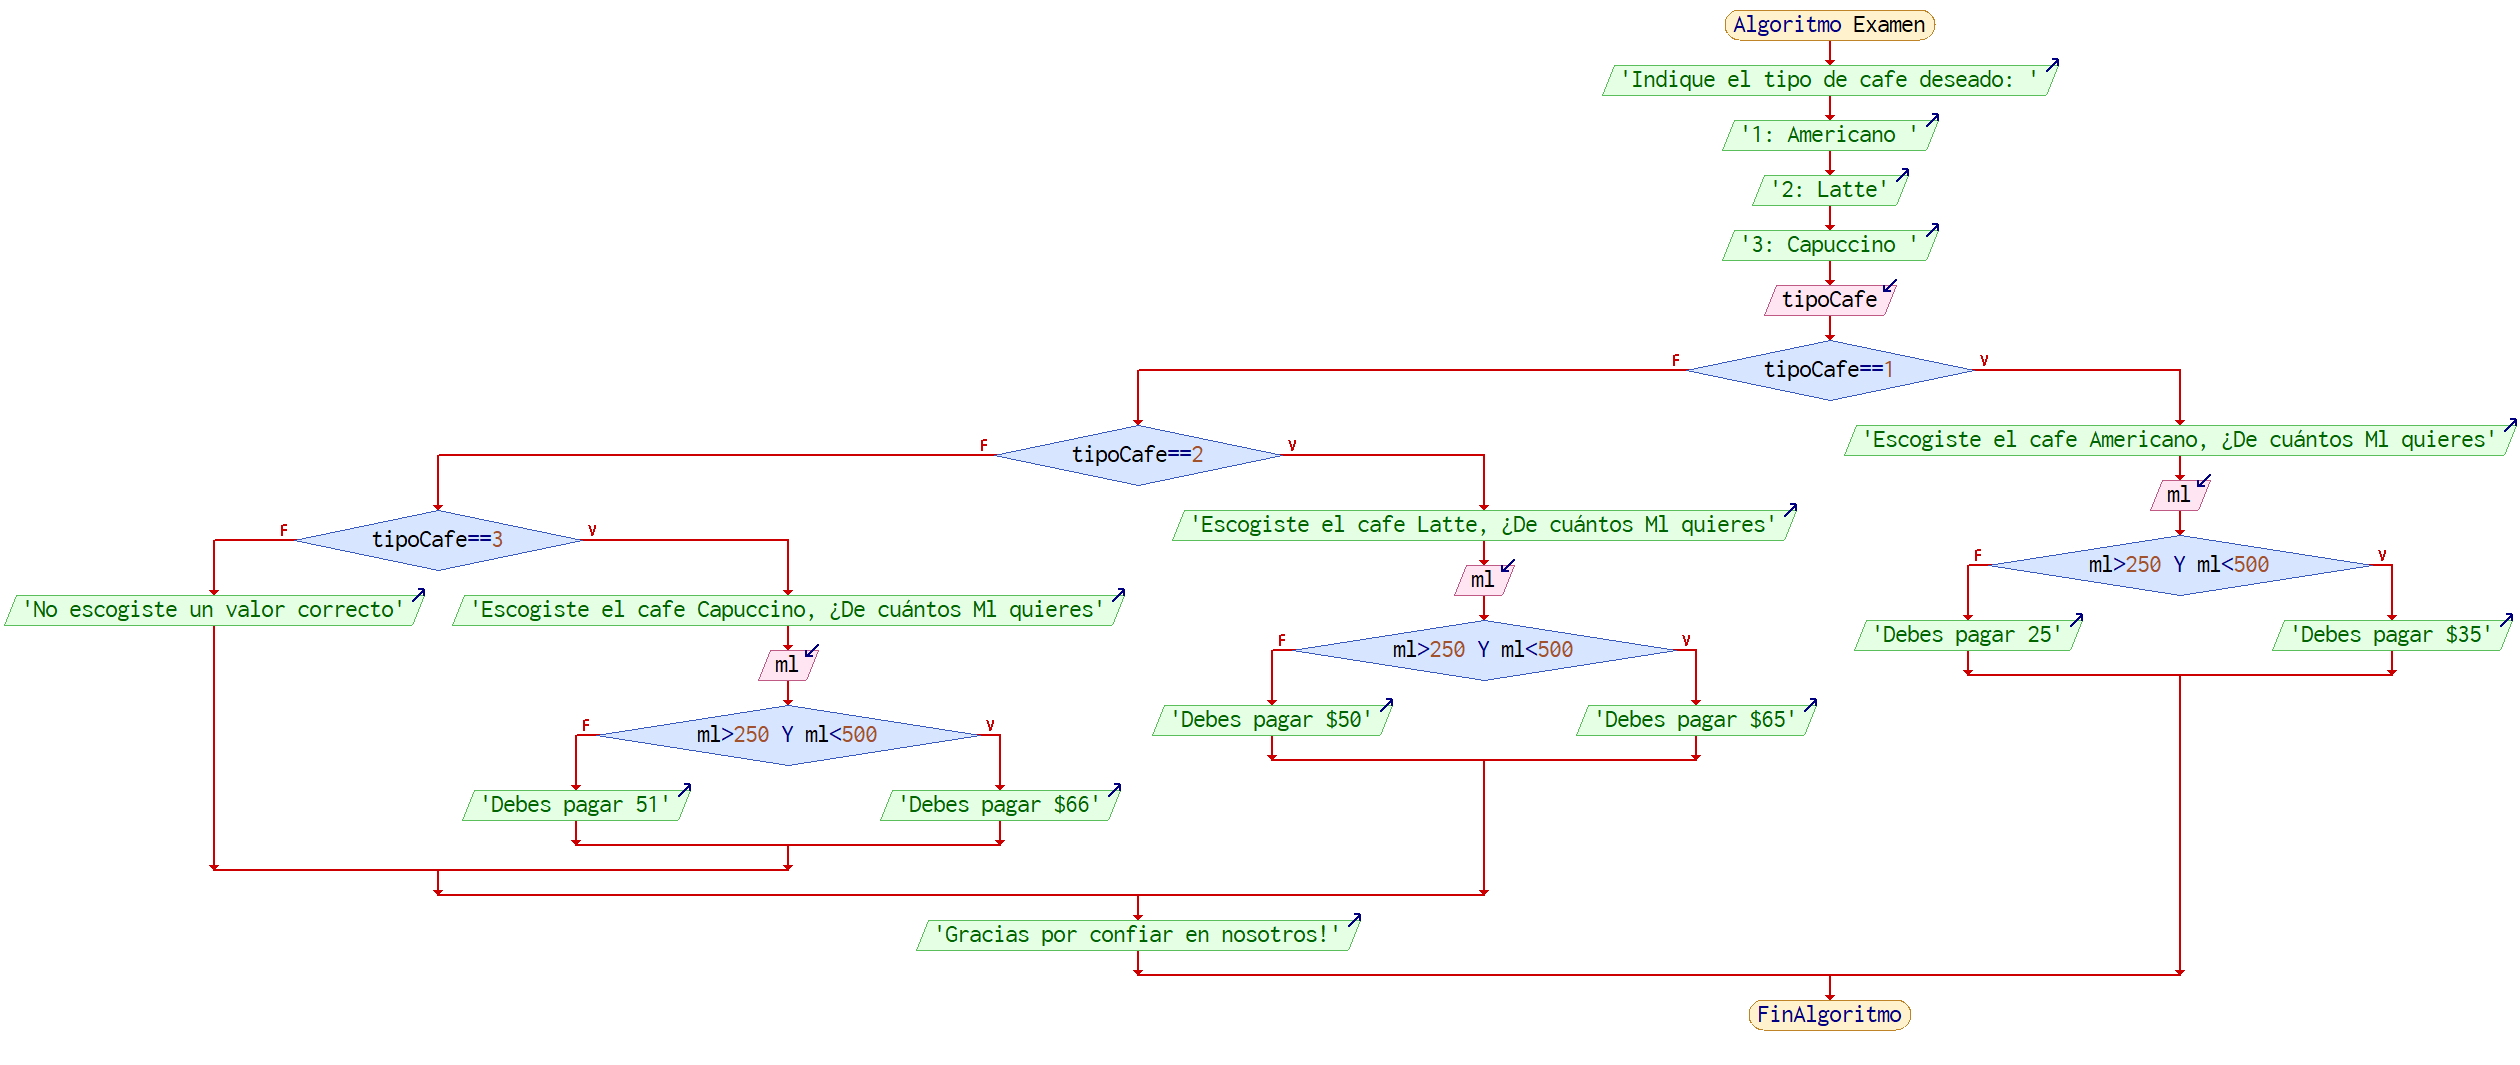 Algoritmo Examen
'Indique el tipo de cafe deseado: '
'1: Americano '
'2: Latte'
'3: Capuccino '
tipoCafe
tipoCafe==1
F
V
tipoCafe==2
F
V
'Escogiste el cafe Americano, ¿De cuántos Ml quieres'
ml
ml>250 Y ml<500
F
V
'Debes pagar 25'
'Debes pagar $35'
tipoCafe==3
F
V
'Escogiste el cafe Latte, ¿De cuántos Ml quieres'
ml
ml>250 Y ml<500
F
V
'Debes pagar $50'
'Debes pagar $65'
'No escogiste un valor correcto'
'Escogiste el cafe Capuccino, ¿De cuántos Ml quieres'
ml
ml>250 Y ml<500
F
V
'Debes pagar 51'
'Debes pagar $66'
'Gracias por confiar en nosotros!'
FinAlgoritmo